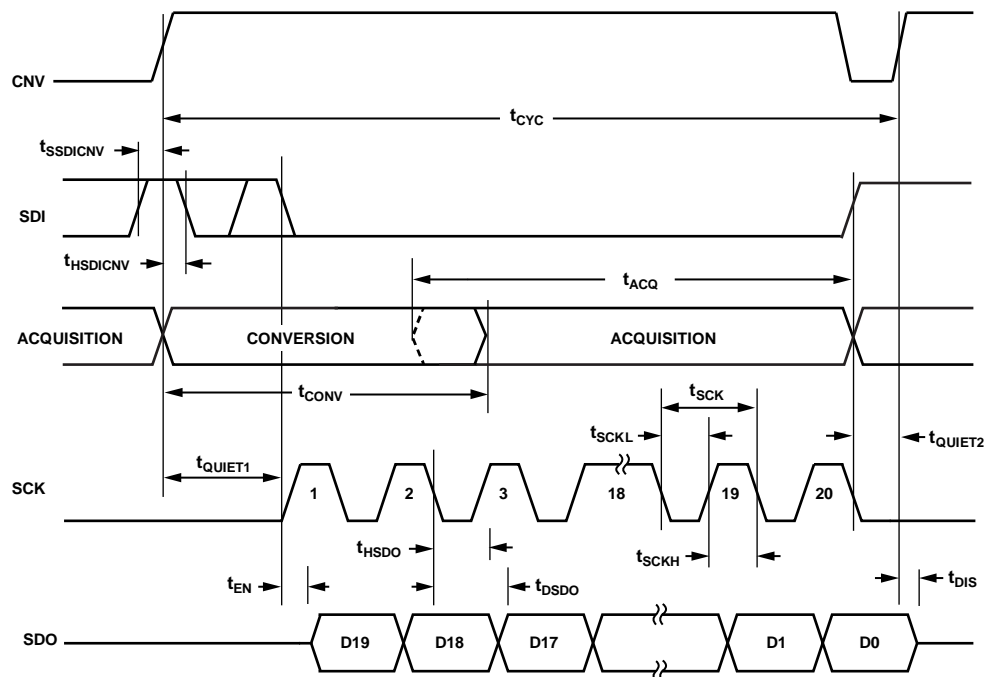 CNV
tCYC
tSSDICNV
SDI
tHSDICNV
tACQ
ACQUISITION CONVERSION ACQUISITION
tCONV
tSCK
tSCKL
tQUIET2
tQUIET1
SCK
1 2 3 18 19 20
tHSDO
tSCKH
tEN
tDSDO
tDIS
SDO
D19 D18 D17 D1 D0